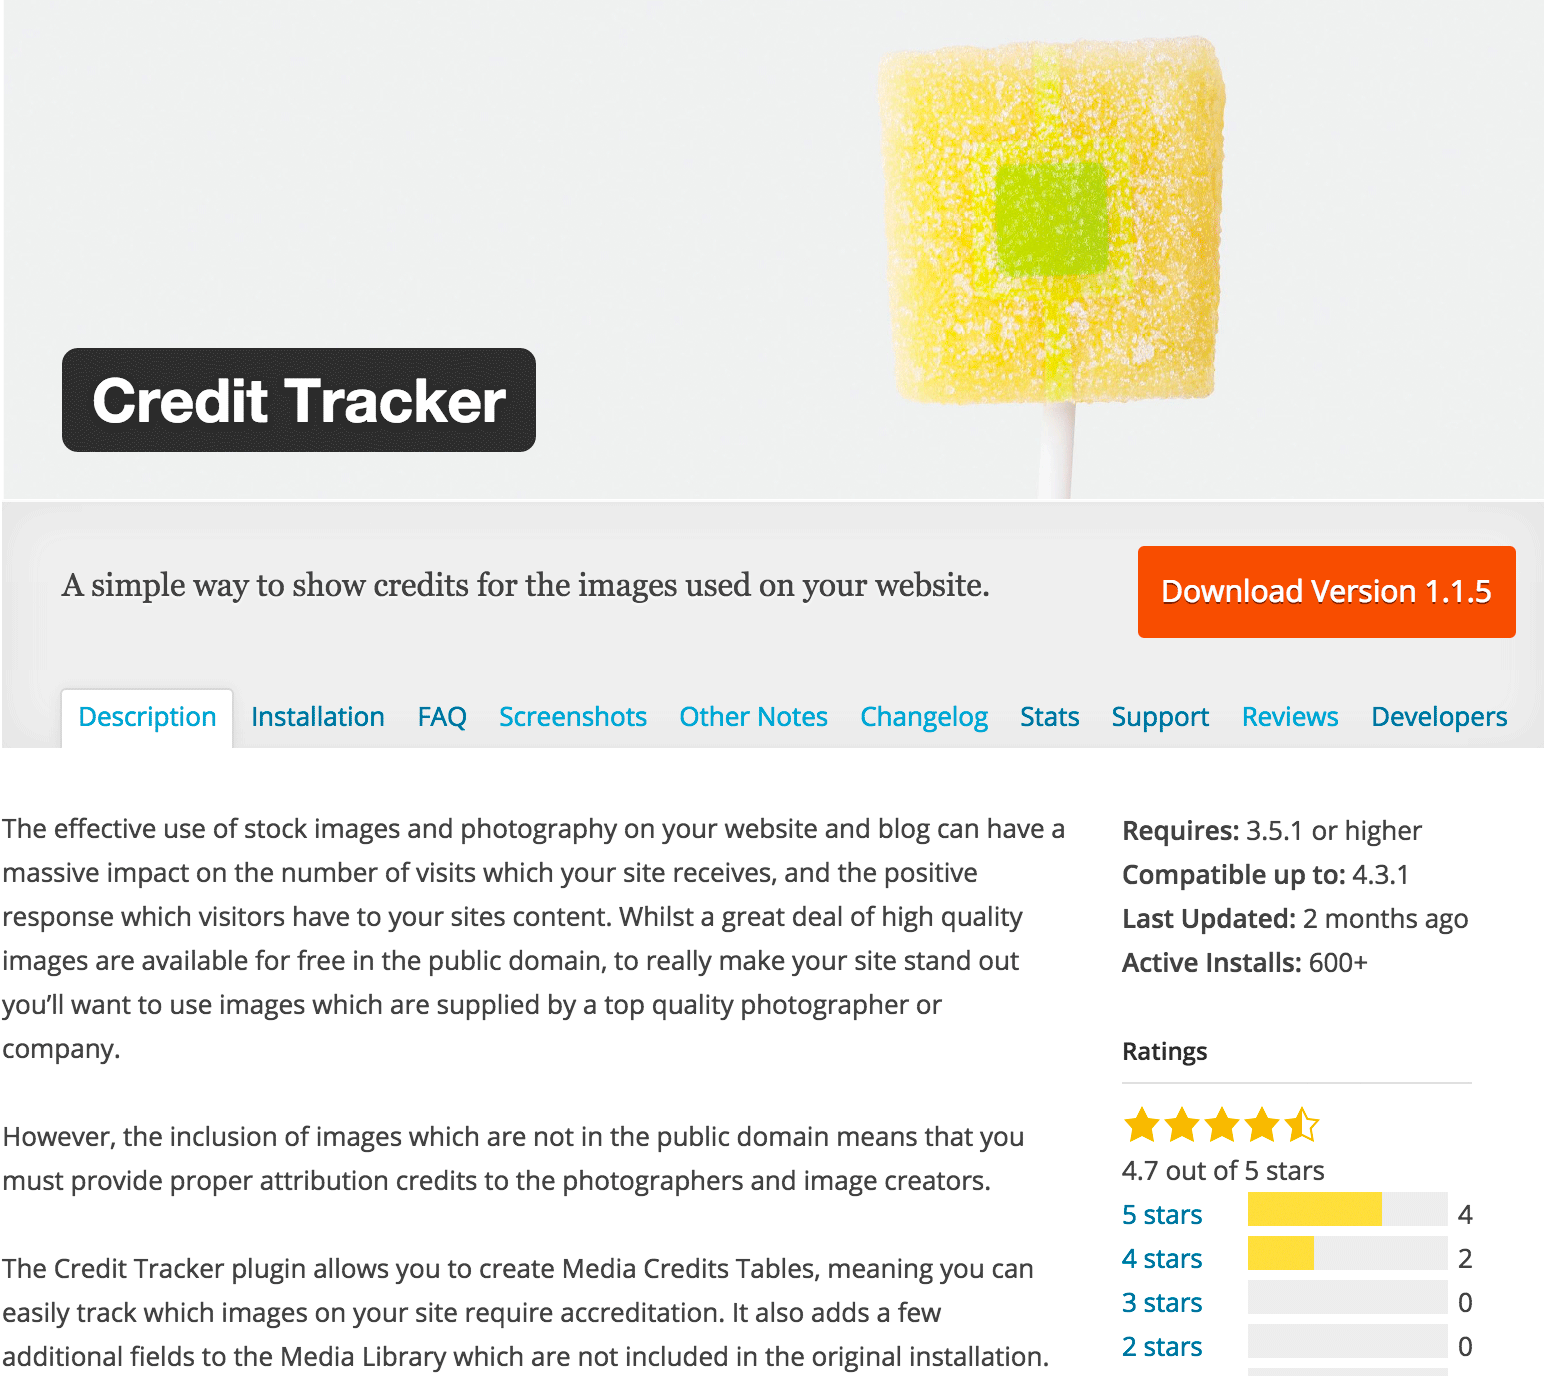 Credit Tracker
A simple way to show credits for the images used on your website.
Download Version 1.1.5
Description Installation FAQ Screenshots Other Notes Changelog Stats Support Reviews Developers
The effective use of stock images and photography on your website and blog can have a
massive impact on the number of visits which your site receives, and the positive
response which visitors have to your sites content. Whilst a great deal of high quality
images are available for free in the public domain, to really make your site stand out
you’ll want to use images which are supplied by a top quality photographer or
company.
However, the inclusion of images which are not in the public domain means that you
must provide proper attribution credits to the photographers and image creators.
The Credit Tracker plugin allows you to create Media Credits Tables, meaning you can
easily track which images on your site require accreditation. It also adds a few
additional fields to the Media Library which are not included in the original installation.
Requires: 3.5.1 or higher
Compatible up to: 4.3.1
Last Updated: 2 months ago
Active Installs: 600+
Ratings
4.7 out of 5 stars
5 stars 4
4 stars 2
3 stars 0
2 stars 0